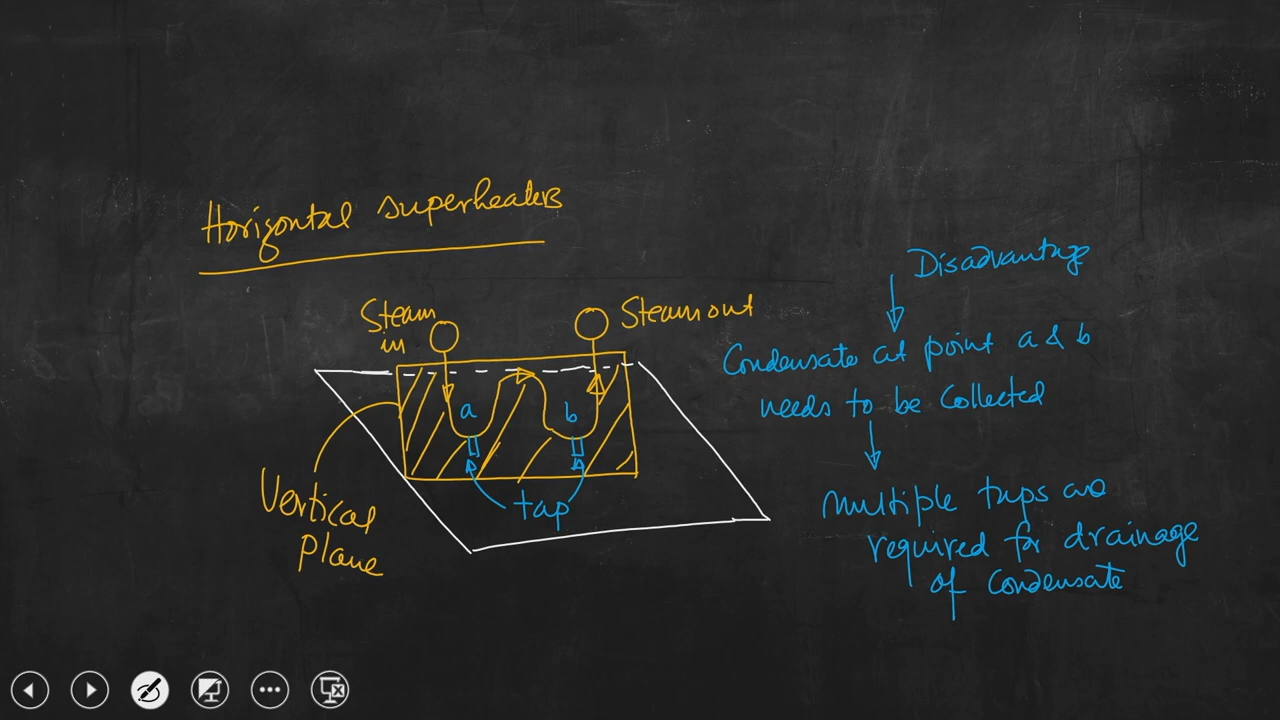 Horizontal superheaters
Steam
in
Steam out
a
b
tap
Vertical
plane
Disadvantage
Condensate at point a & b
needs to be collected
Multiple taps are
required for drainage
of condensate